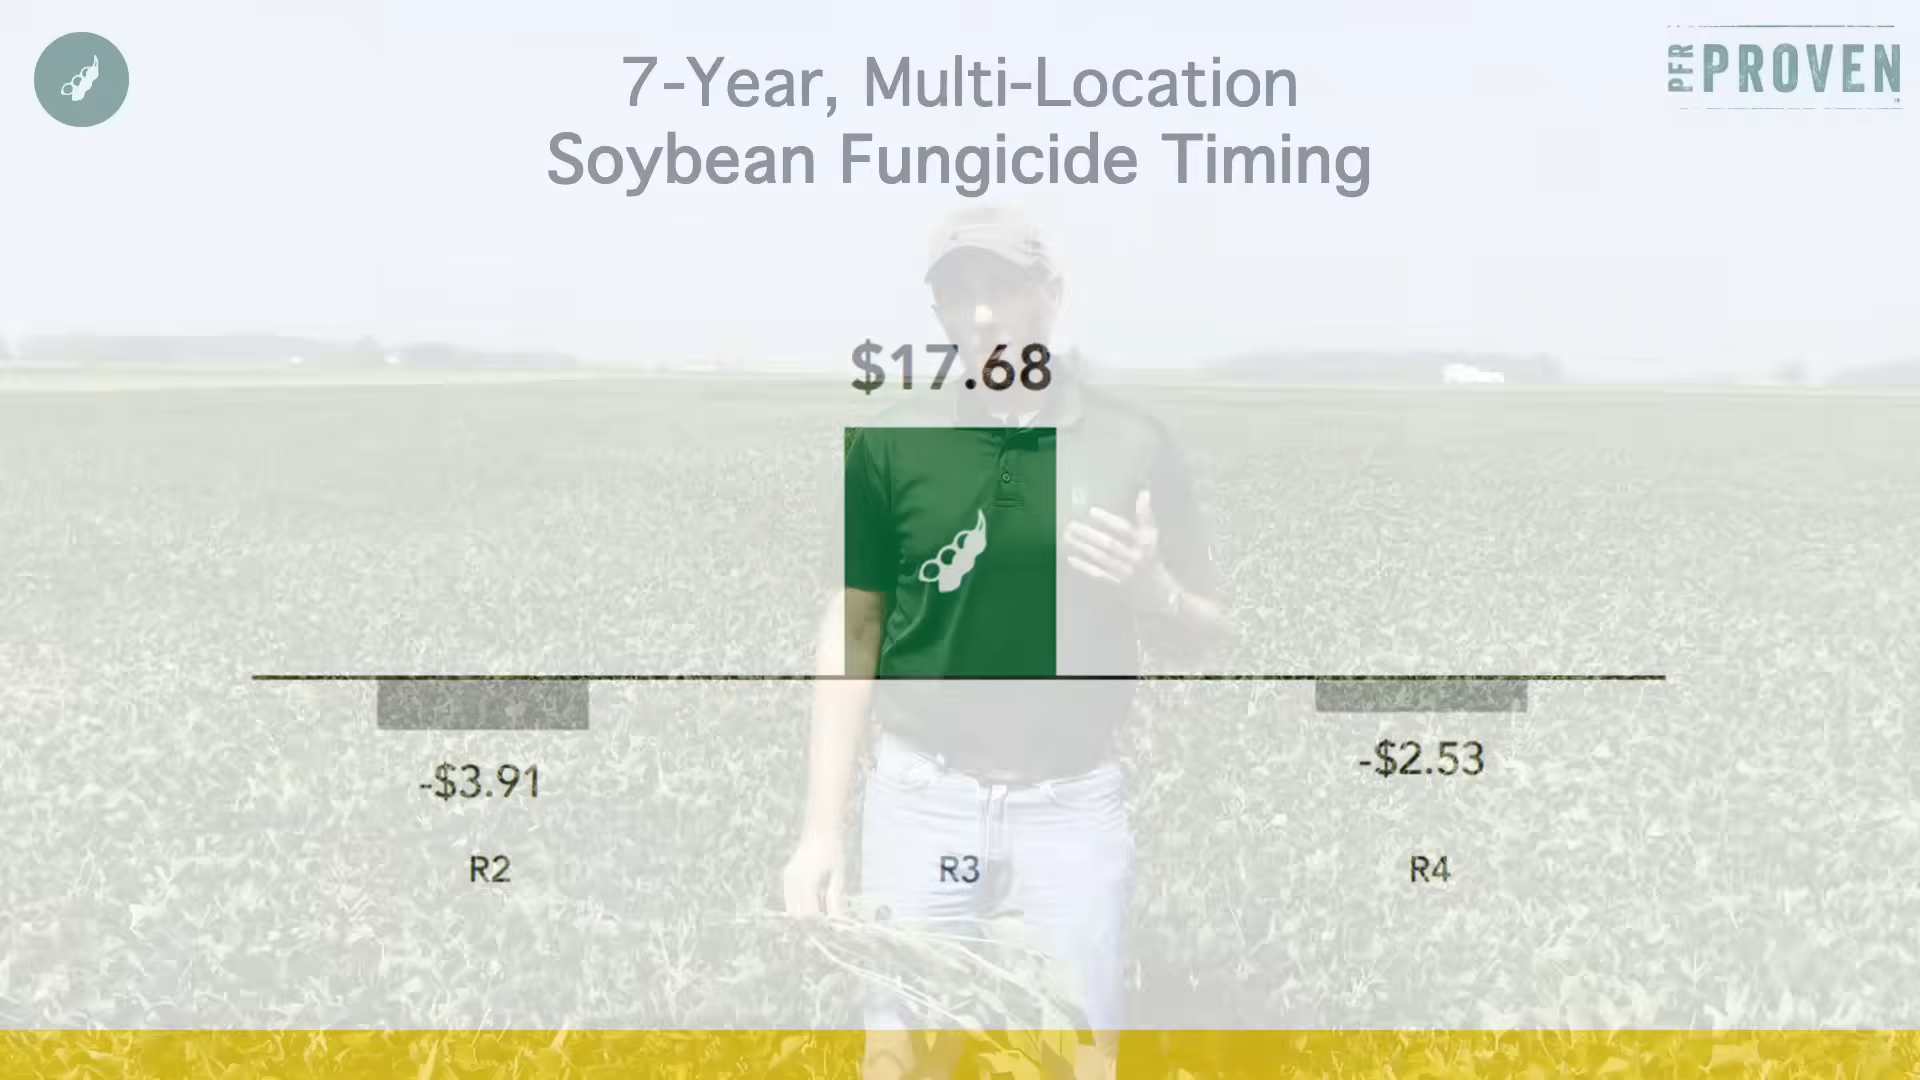 7-Year, Multi-Location
Soybean Fungicide Timing
PFR PROVEN
$17.68
-$3.91
-$2.53
R2
R3
R4